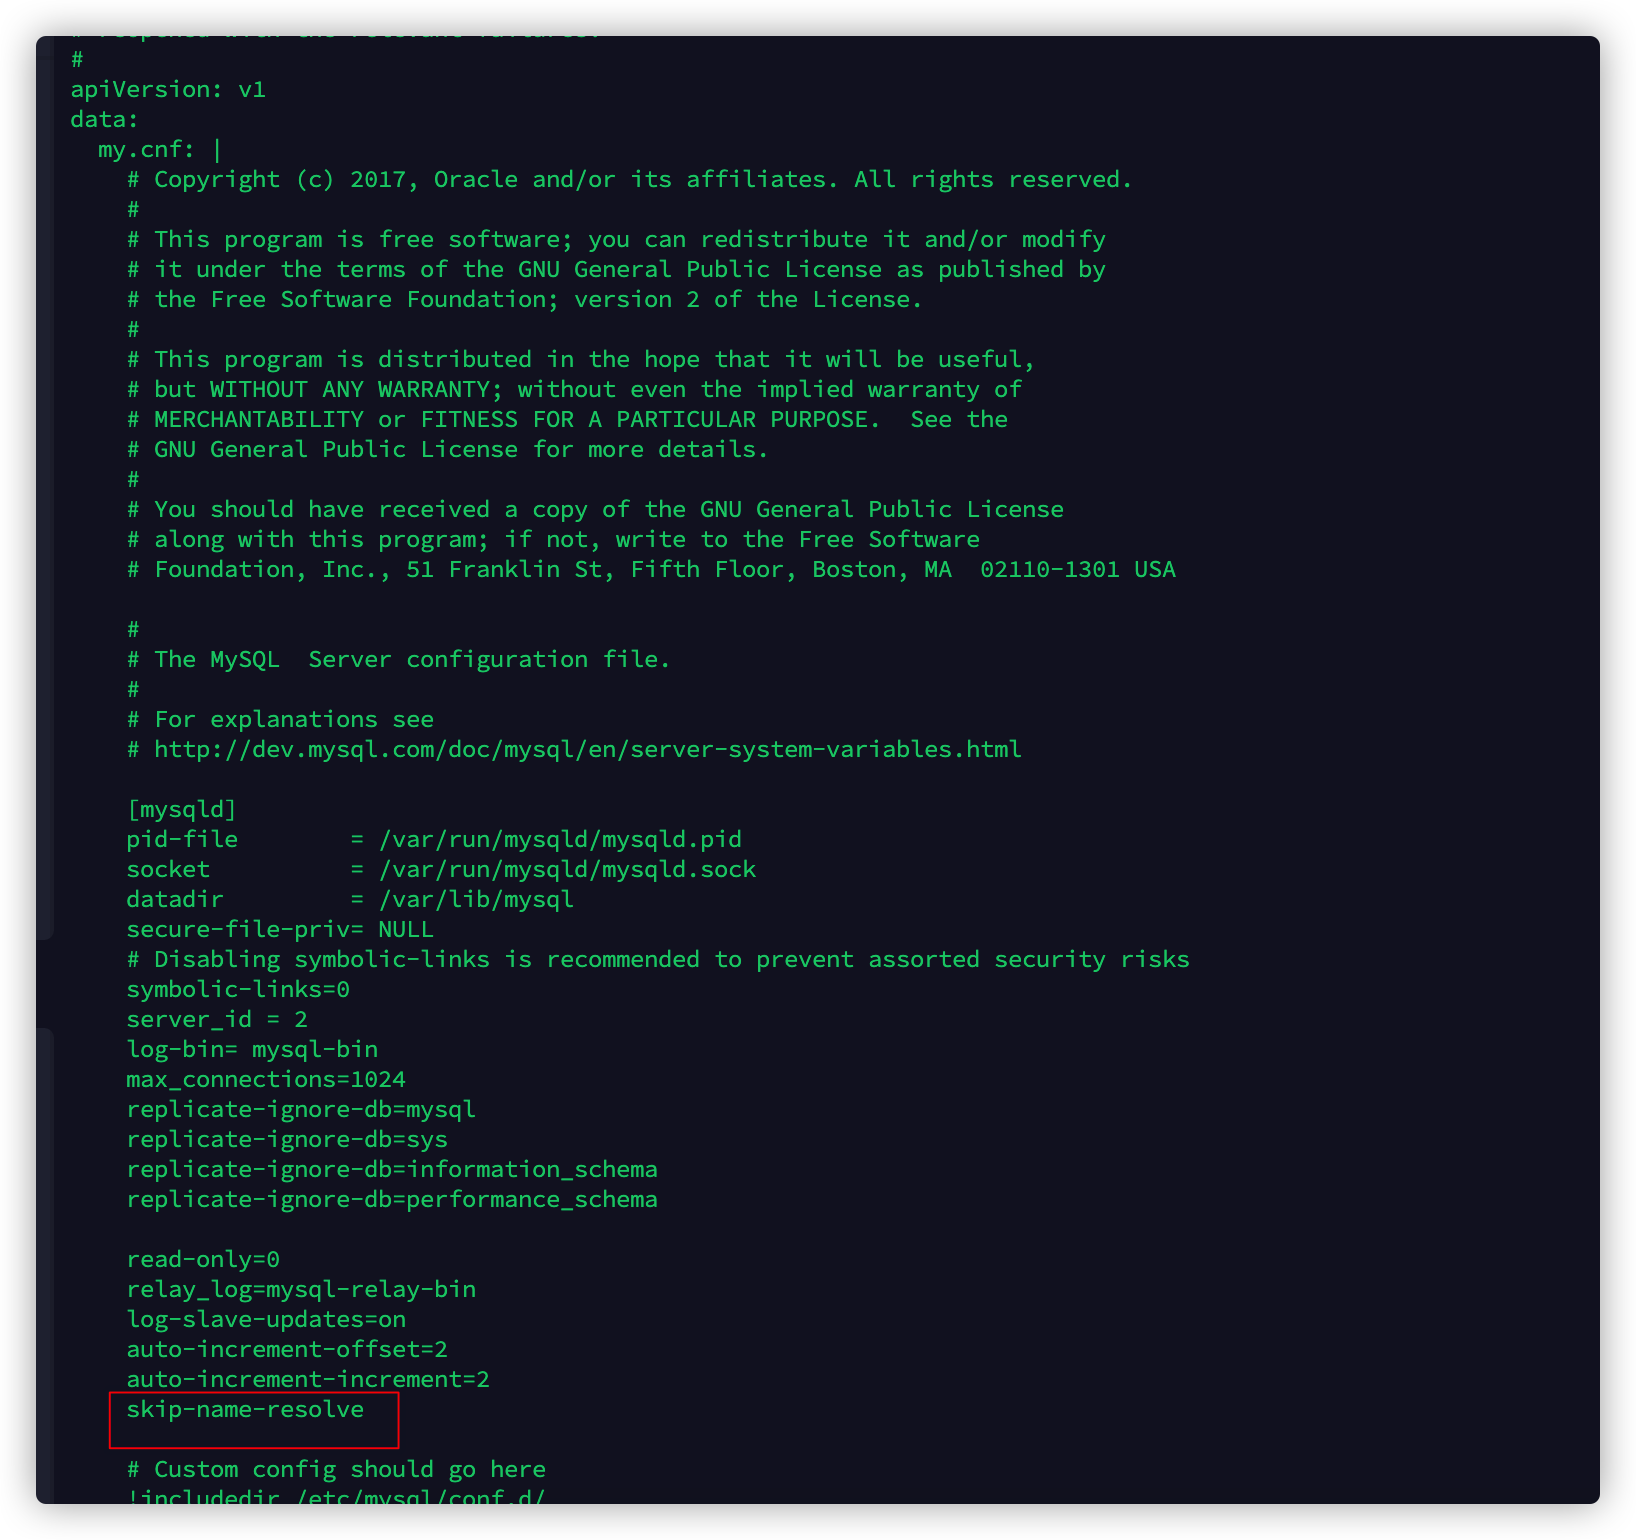 #
apiVersion: v1
data:
  my.cnf: |
    # Copyright (c) 2017, Oracle and/or its affiliates. All rights reserved.
    #
    # This program is free software; you can redistribute it and/or modify
    # it under the terms of the GNU General Public License as published by
    # the Free Software Foundation; version 2 of the License.
    #
    # This program is distributed in the hope that it will be useful,
    # but WITHOUT ANY WARRANTY; without even the implied warranty of
    # MERCHANTABILITY or FITNESS FOR A PARTICULAR PURPOSE.  See the
    # GNU General Public License for more details.
    #
    # You should have received a copy of the GNU General Public License
    # along with this program; if not, write to the Free Software
    # Foundation, Inc., 51 Franklin St, Fifth Floor, Boston, MA  02110-1301 USA

    #
    # The MySQL  Server configuration file.
    #
    # For explanations see
    # http://dev.mysql.com/doc/mysql/en/server-system-variables.html

    [mysqld]
    pid-file        = /var/run/mysqld/mysqld.pid
    socket          = /var/run/mysqld/mysqld.sock
    datadir         = /var/lib/mysql
    secure-file-priv= NULL
    # Disabling symbolic-links is recommended to prevent assorted security risks
    symbolic-links=0
    server_id = 2
    log-bin= mysql-bin
    max_connections=1024
    replicate-ignore-db=mysql
    replicate-ignore-db=sys
    replicate-ignore-db=information_schema
    replicate-ignore-db=performance_schema

    read-only=0
    relay_log=mysql-relay-bin
    log-slave-updates=on
    auto-increment-offset=2
    auto-increment-increment=2
    skip-name-resolve

    # Custom config should go here
    !includedir /etc/mysql/conf.d/